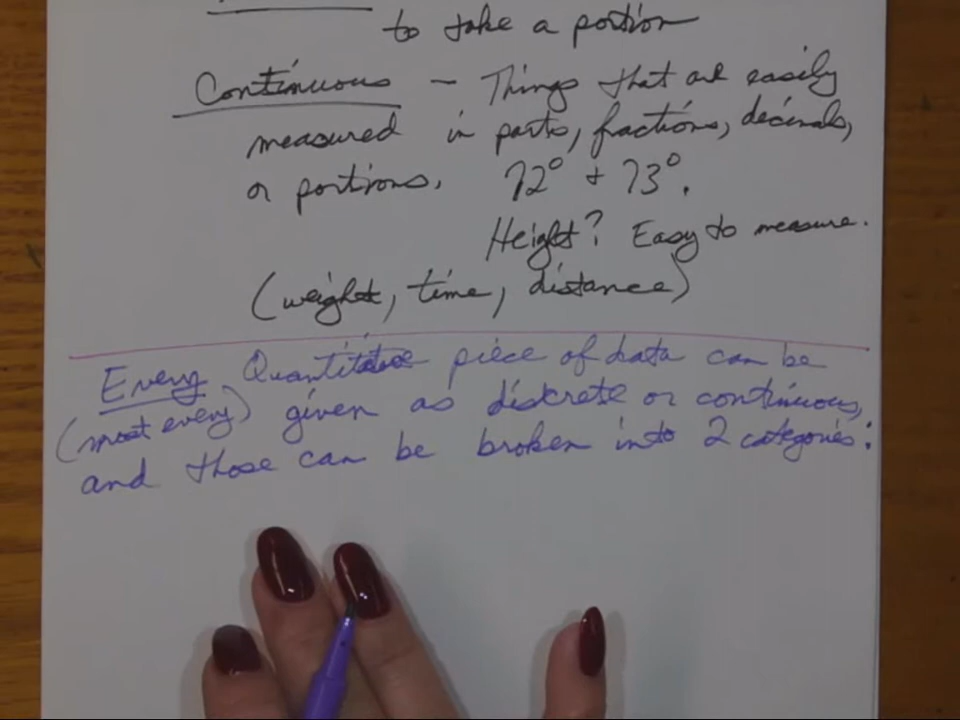 to take a portion
Continuous - Things that are easily
measured in parts, fractions, decimals,
or portions. 72° + 73°.
Height? Easy to measure.
(weight, time, distance)
Every Quantitative piece of data can be
(most every) given as discrete or continuous,
and those can be broken into 2 categories: